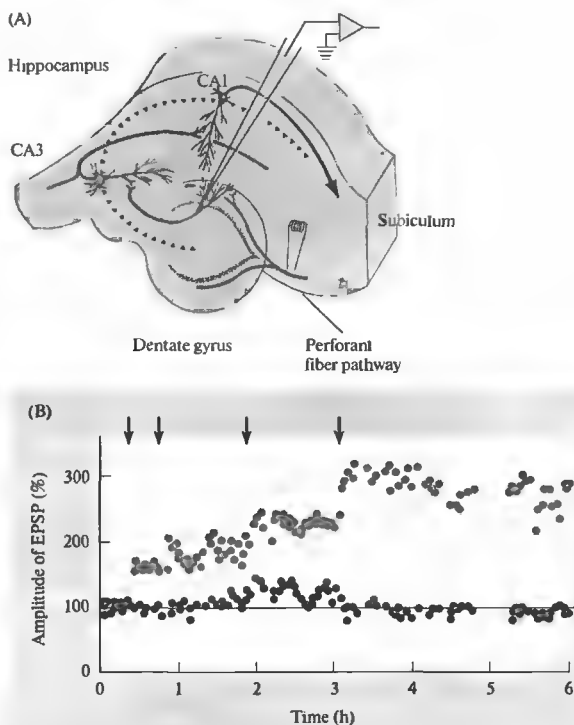 (A)
Hippocampus
CA1
CA3
Subiculum
Dentate gyrus
Perforant
fiber pathway
(B)
Amplitude of EPSP (%)
300
200
100
0
0 1 2 3 4 5 6
Time (h)